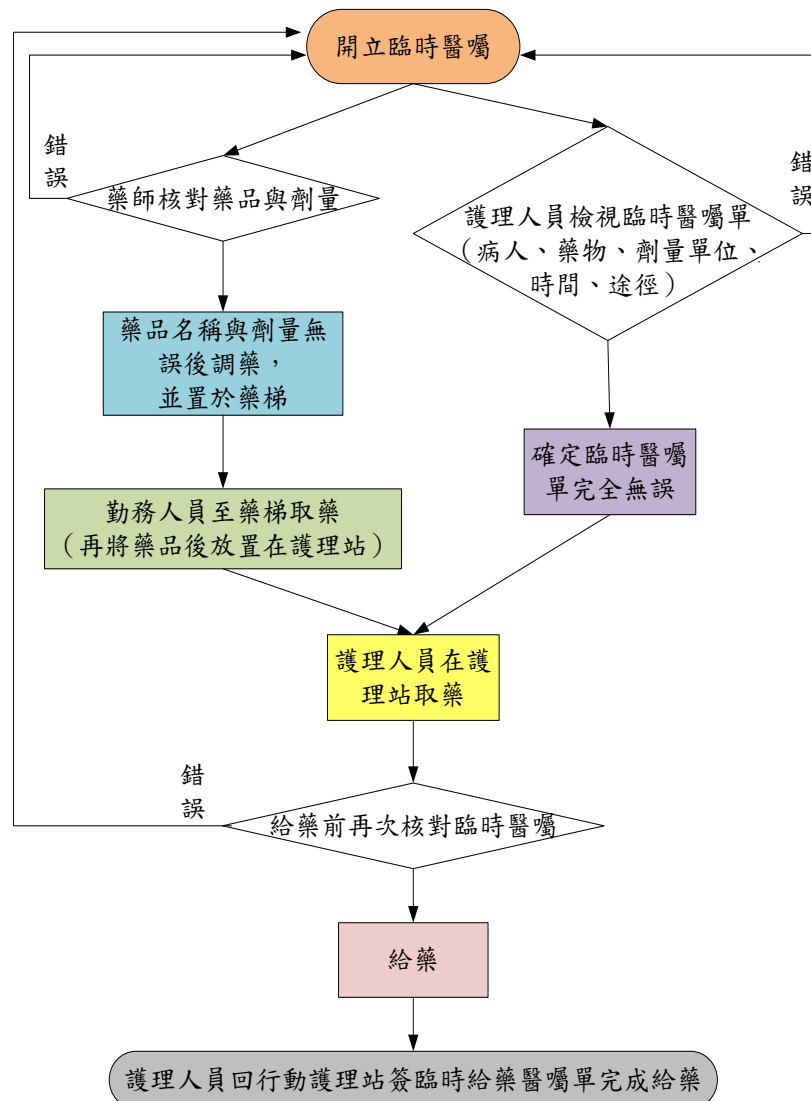 開立臨時醫囑
錯
誤
錯
誤
藥師核對藥品與劑量
護理人員檢視臨時醫囑單
（病人、藥物、劑量單位、
時間、途徑）
藥品名稱與劑量無
誤後調藥，
並置於藥梯
確定臨時醫囑
單完全無誤
勤務人員至藥梯取藥
（再將藥品後放置在護理站）
護理人員在護
理站取藥
錯
誤
給藥前再次核對臨時醫囑
給藥
護理人員回行動護理站簽臨時給藥醫囑單完成給藥